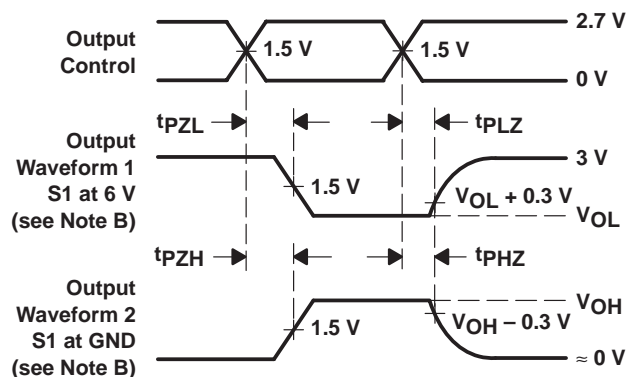 Output
Control
1.5 V
1.5 V
2.7 V
0 V
tPZL
tPLZ
Output
Waveform 1
S1 at 6 V
(see Note B)
1.5 V
3 V
VOL + 0.3 V
VOL
tPZH
tPHZ
Output
Waveform 2
S1 at GND
(see Note B)
1.5 V
VOH
VOH – 0.3 V
≈ 0 V